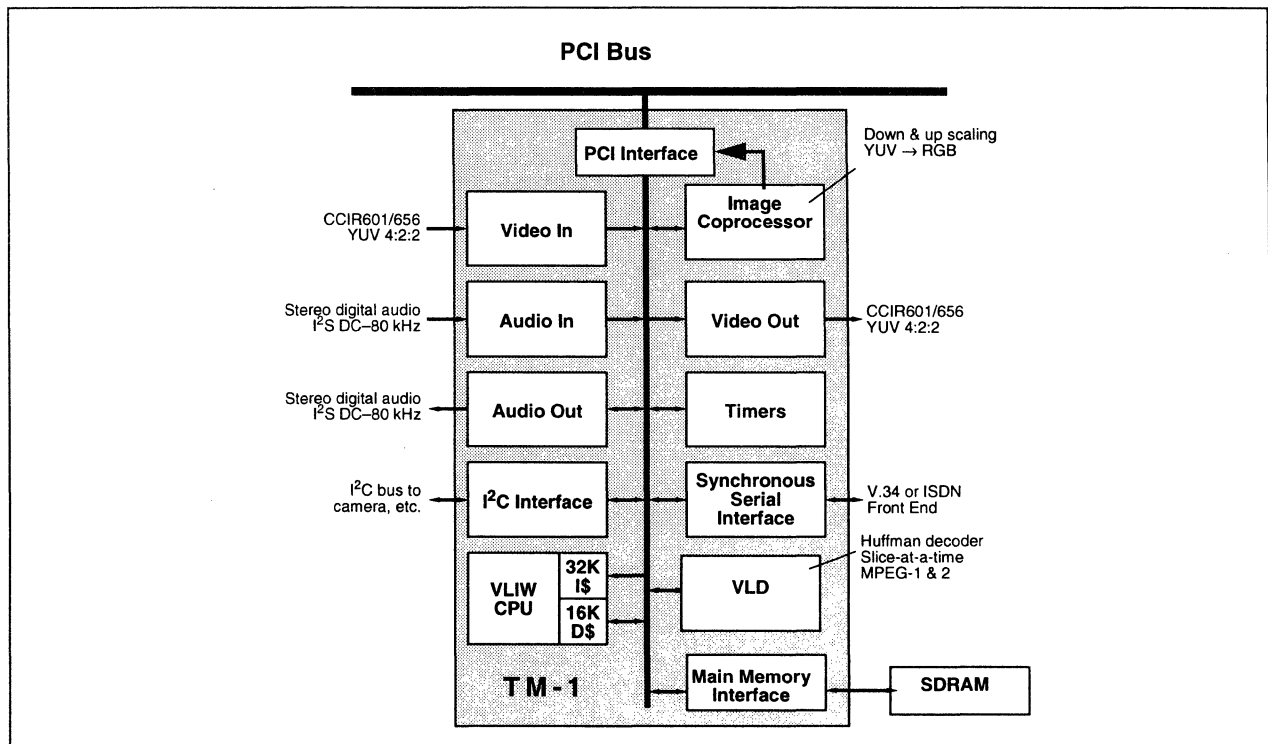 PCI Bus
PCI Interface
Down & up scaling
YUV → RGB
CCIR601/656
YUV 4:2:2
Video In
Image
Coprocessor
Stereo digital audio
I²S DC–80 kHz
Audio In
Video Out
CCIR601/656
YUV 4:2:2
Stereo digital audio
I²S DC–80 kHz
Audio Out
Timers
I²C bus to
camera, etc.
I²C Interface
Synchronous
Serial
Interface
V.34 or ISDN
Front End
VLIW
CPU
32K
I$
16K
D$
VLD
Huffman decoder
Slice-at-a-time
MPEG-1 & 2
TM-1
Main Memory
Interface
SDRAM